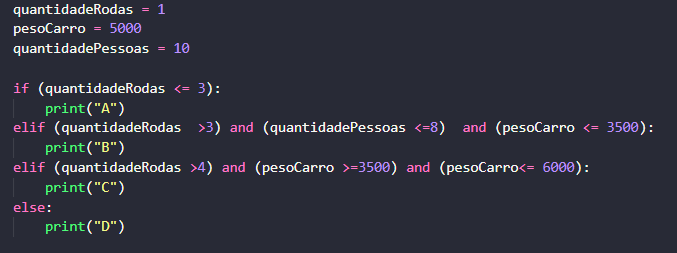 quantidadeRodas = 1
pesoCarro = 5000
quantidadePessoas = 10

if (quantidadeRodas <= 3):
    print("A")
elif (quantidadeRodas  >3) and (quantidadePessoas <=8)  and (pesoCarro <= 3500):
    print("B")
elif (quantidadeRodas >4) and (pesoCarro >=3500) and (pesoCarro<= 6000):
    print("C")
else:
    print("D")